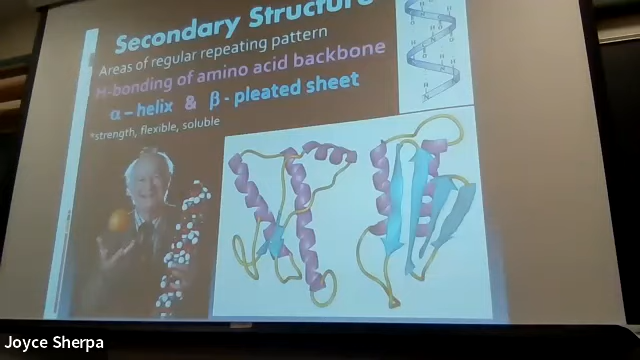 Secondary Structure
Areas of regular repeating pattern
H-bonding of amino acid backbone
α – helix & β - pleated sheet
*strength, flexible, soluble
Joyce Sherpa